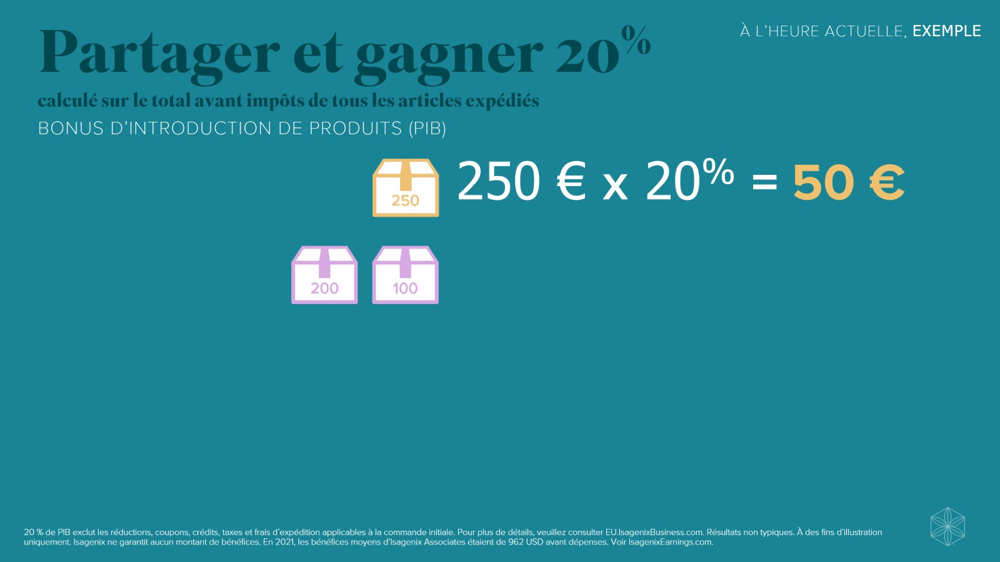 À L’HEURE ACTUELLE, EXEMPLE
Partager et gagner 20%
calculé sur le total avant impôts de tous les articles expédiés
BONUS D’INTRODUCTION DE PRODUITS (PIB)
250
250 € x 20% = 50 €
200
100
20 % de PIB exclut les réductions, coupons, crédits, taxes et frais d’expédition applicables à la commande initiale. Pour plus de détails, veuillez consulter EU.IsagenixBusiness.com. Résultats non typiques. À des fins d’illustration
uniquement. Isagenix ne garantit aucun montant de bénéfices. En 2021, les bénéfices moyens d’Isagenix Associates étaient de 962 USD avant dépenses. Voir IsagenixEarnings.com.